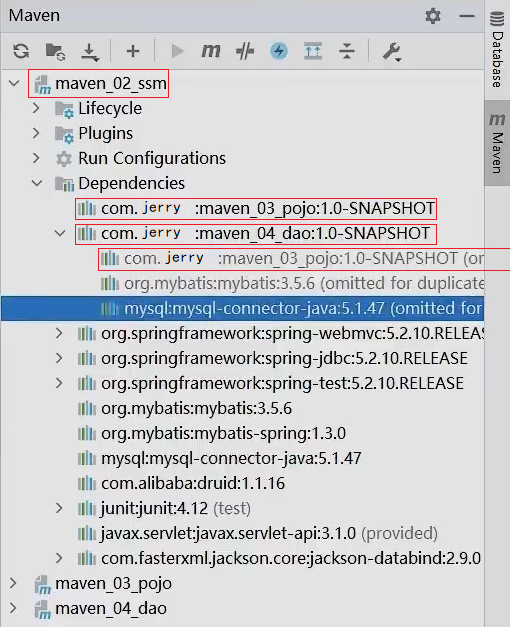 Maven
maven_02_ssm
Lifecycle
Plugins
Run Configurations
Dependencies
com. jerry :maven_03_pojo:1.0-SNAPSHOT
com. jerry :maven_04_dao:1.0-SNAPSHOT
com. jerry :maven_03_pojo:1.0-SNAPSHOT (or
org.mybatis:mybatis:3.5.6 (omitted for duplicate
mysql:mysql-connector-java:5.1.47 (omitted for
org.springframework:spring-webmvc:5.2.10.RELEAS
org.springframework:spring-jdbc:5.2.10.RELEASE
org.springframework:spring-test:5.2.10.RELEASE
org.mybatis:mybatis:3.5.6
org.mybatis:mybatis-spring:1.3.0
mysql:mysql-connector-java:5.1.47
com.alibaba:druid:1.1.16
junit:junit:4.12 (test)
javax.servlet:javax.servlet-api:3.1.0 (provided)
com.fasterxml.jackson.core:jackson-databind:2.9.0
maven_03_pojo
maven_04_dao
Database
m Maven